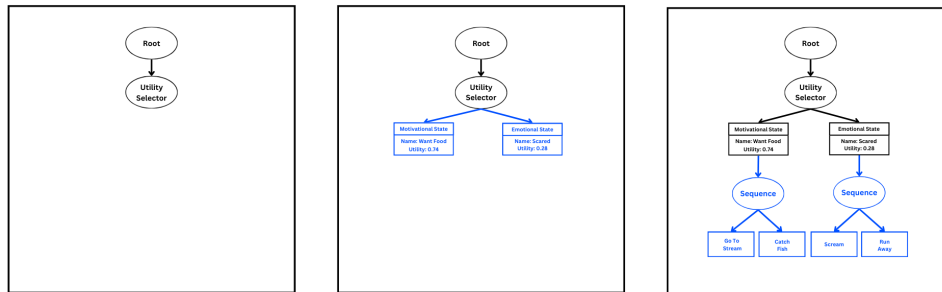 Root
Utility
Selector
Root
Utility
Selector
Motivational State
Name: Want Food
Utility: 0.74
Emotional State
Name: Scared
Utility: 0.28
Root
Utility
Selector
Motivational State
Name: Want Food
Utility: 0.74
Emotional State
Name: Scared
Utility: 0.28
Sequence
Sequence
Go To
Stream
Catch
Fish
Scream
Run
Away